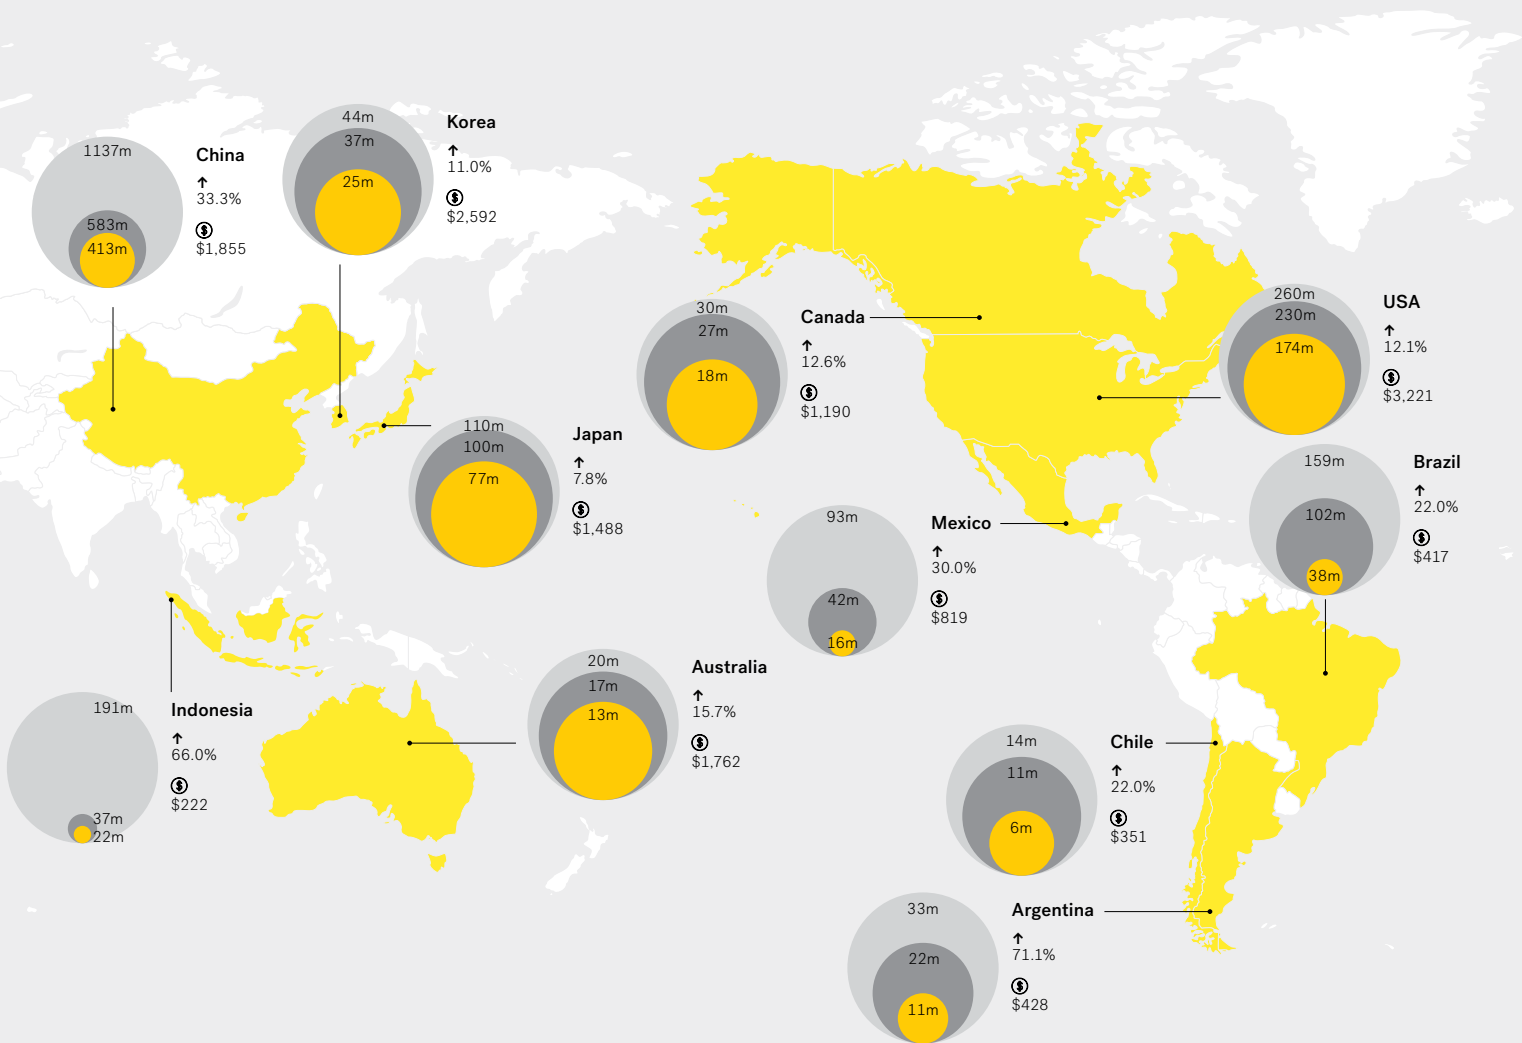 44m
37m
25m
Korea
11.0%
$
$2,592
1137m
583m
413m
China
33.3%
$
$1,855
260m
230m
174m
USA
12.1%
$
$3,221
30m
27m
18m
Canada
12.6%
$
$1,190
110m
100m
77m
Japan
7.8%
$
$1,488
159m
102m
38m
Brazil
22.0%
$
$417
93m
42m
16m
Mexico
30.0%
$
$819
20m
17m
13m
Australia
15.7%
$
$1,762
191m
37m
22m
Indonesia
66.0%
$
$222
14m
11m
6m
Chile
22.0%
$
$351
33m
22m
11m
Argentina
71.1%
$
$428